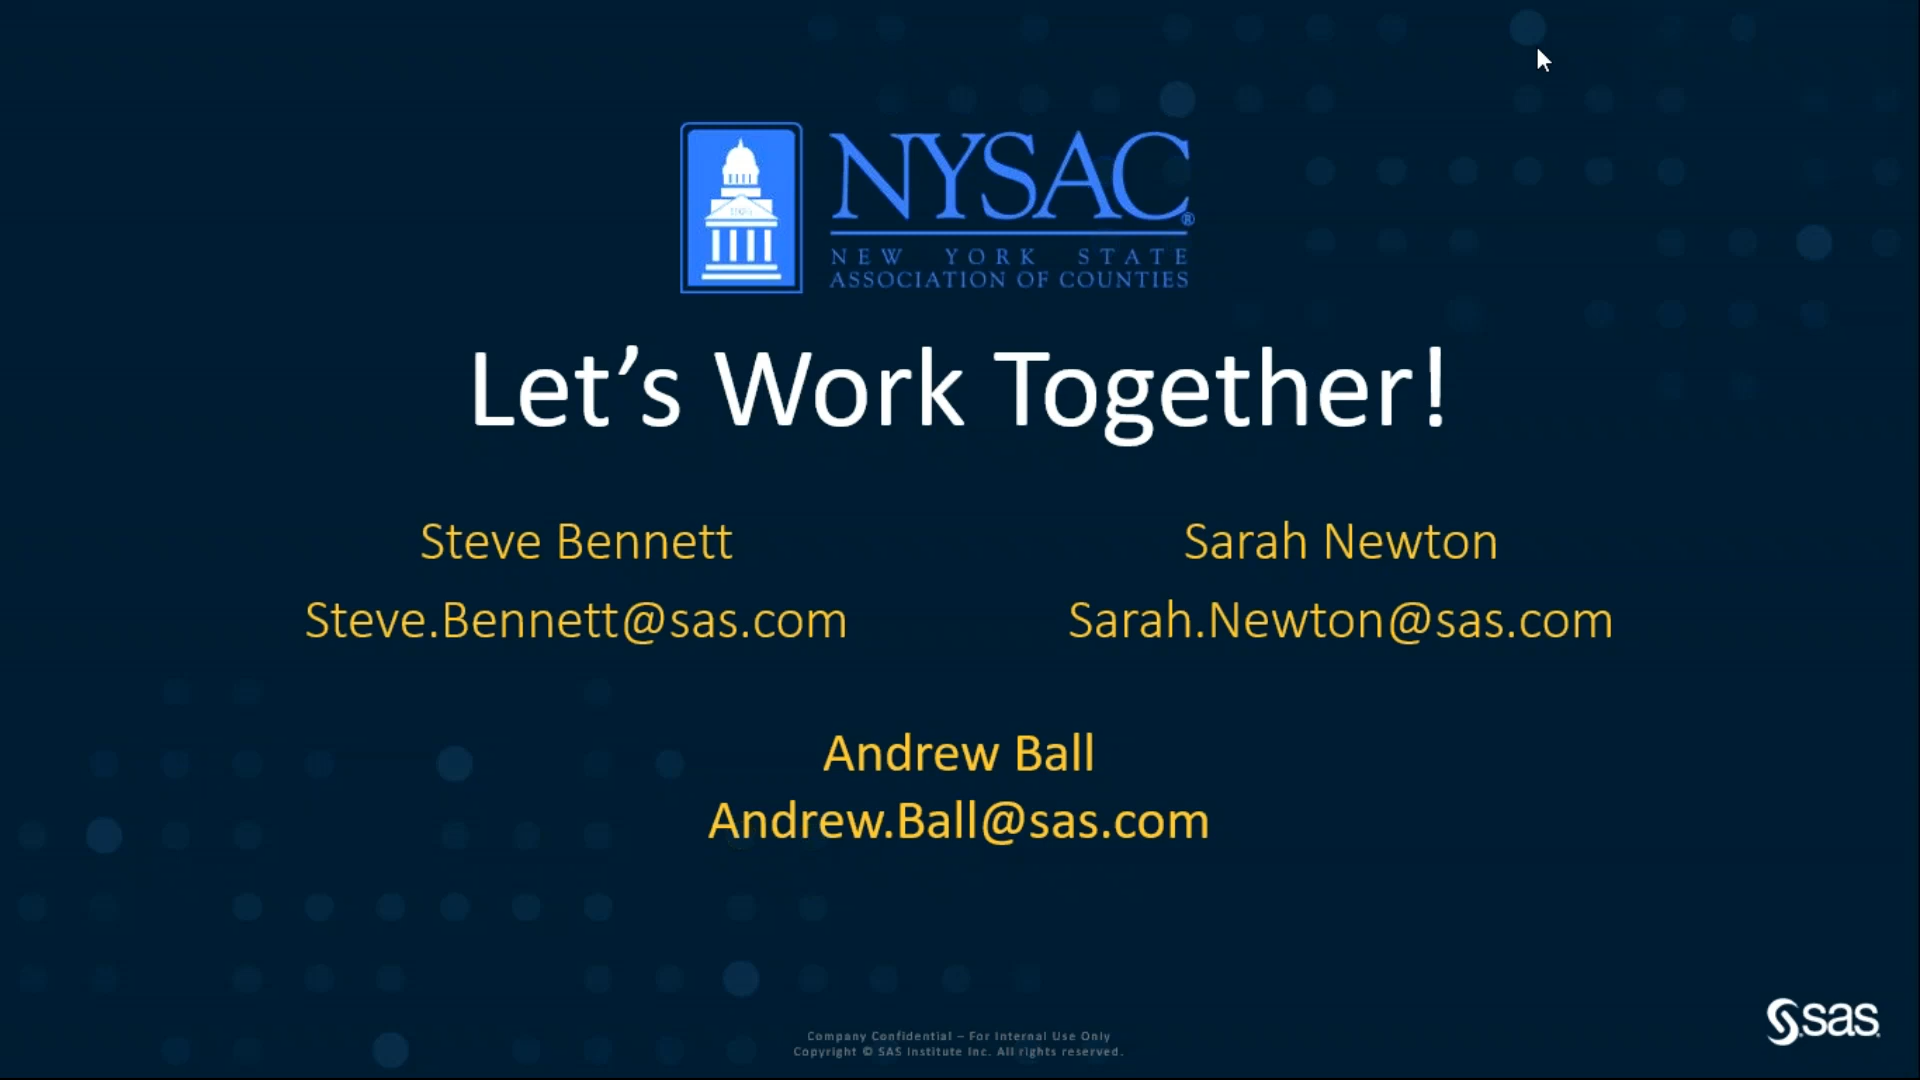 NYSAC®
NEW YORK STATE
ASSOCIATION OF COUNTIES
Let’s Work Together!
Steve Bennett
Steve.Bennett@sas.com
Sarah Newton
Sarah.Newton@sas.com
Andrew Ball
Andrew.Ball@sas.com
Company Confidential – For Internal Use Only
Copyright © SAS Institute Inc. All rights reserved.
sas